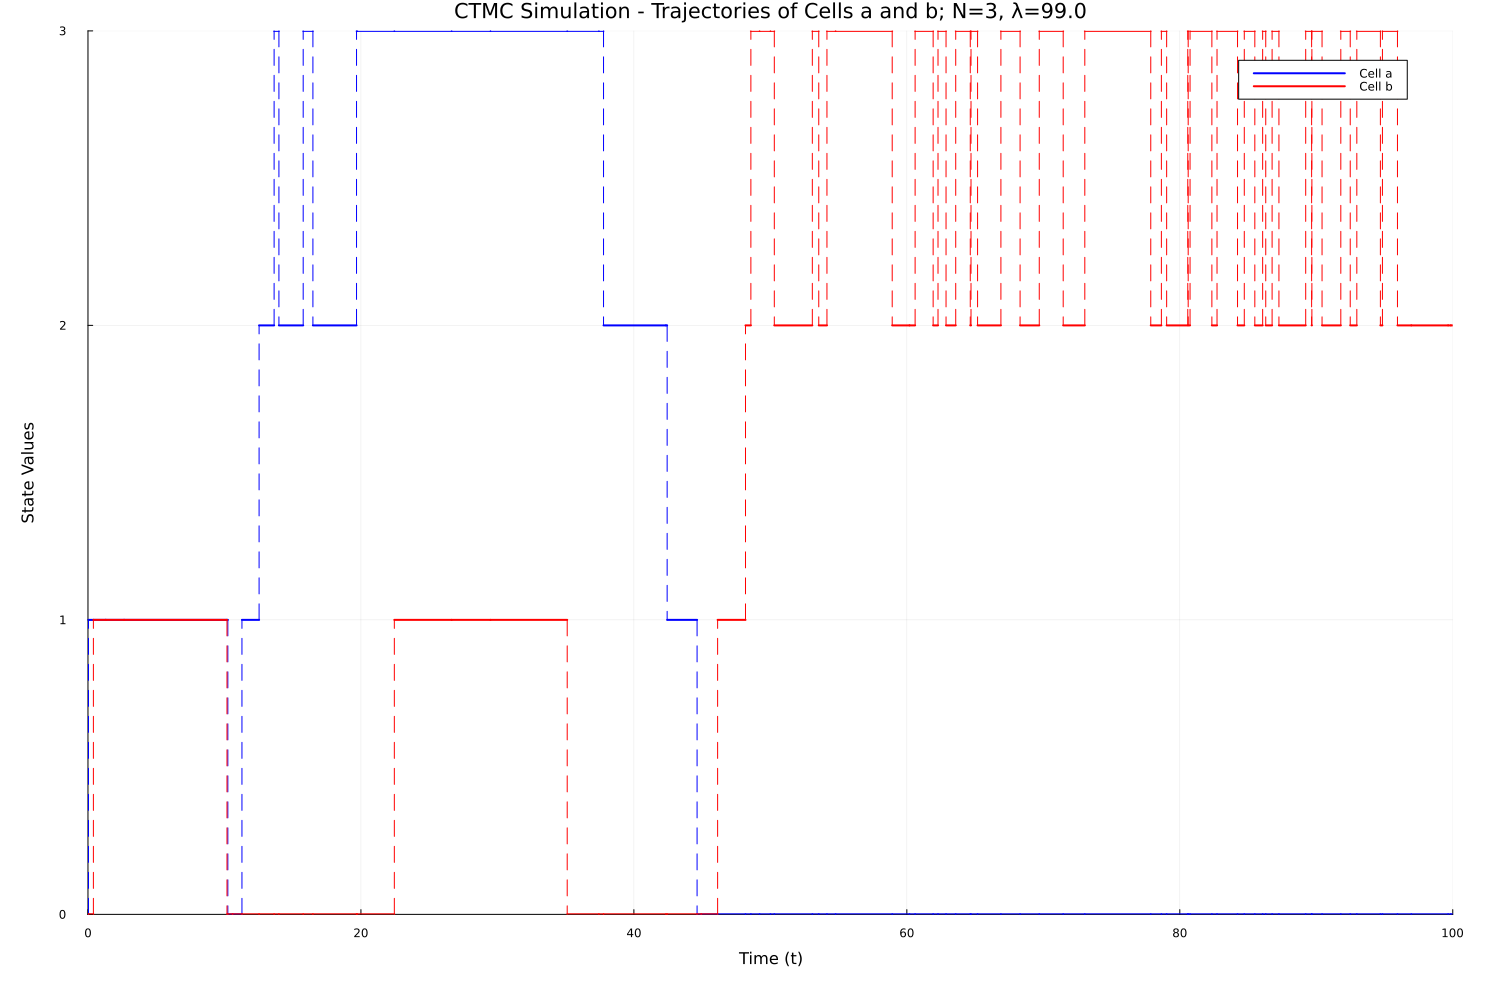 CTMC Simulation - Trajectories of Cells a and b; N=3, λ=99.0
3
Cell a
Cell b
2
State Values
1
0
0 20 40 60 80 100
Time (t)